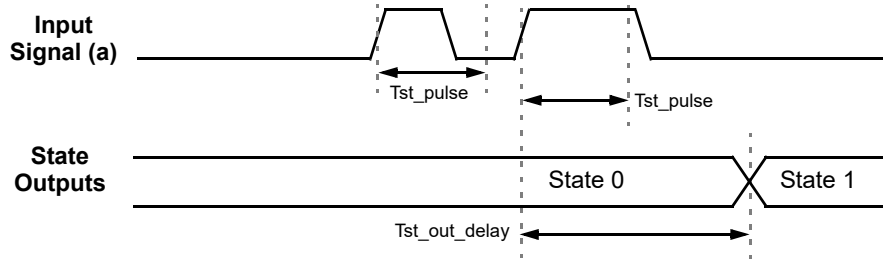 Input
Signal (a)
Tst_pulse
Tst_pulse
State
Outputs
State 0
State 1
Tst_out_delay